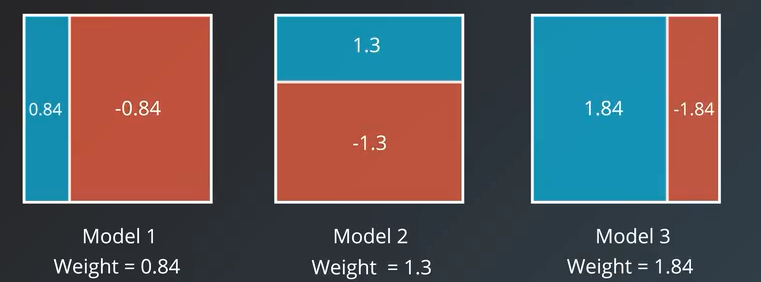 0.84
-0.84
Model 1
Weight = 0.84
1.3
-1.3
Model 2
Weight = 1.3
1.84
-1.84
Model 3
Weight = 1.84